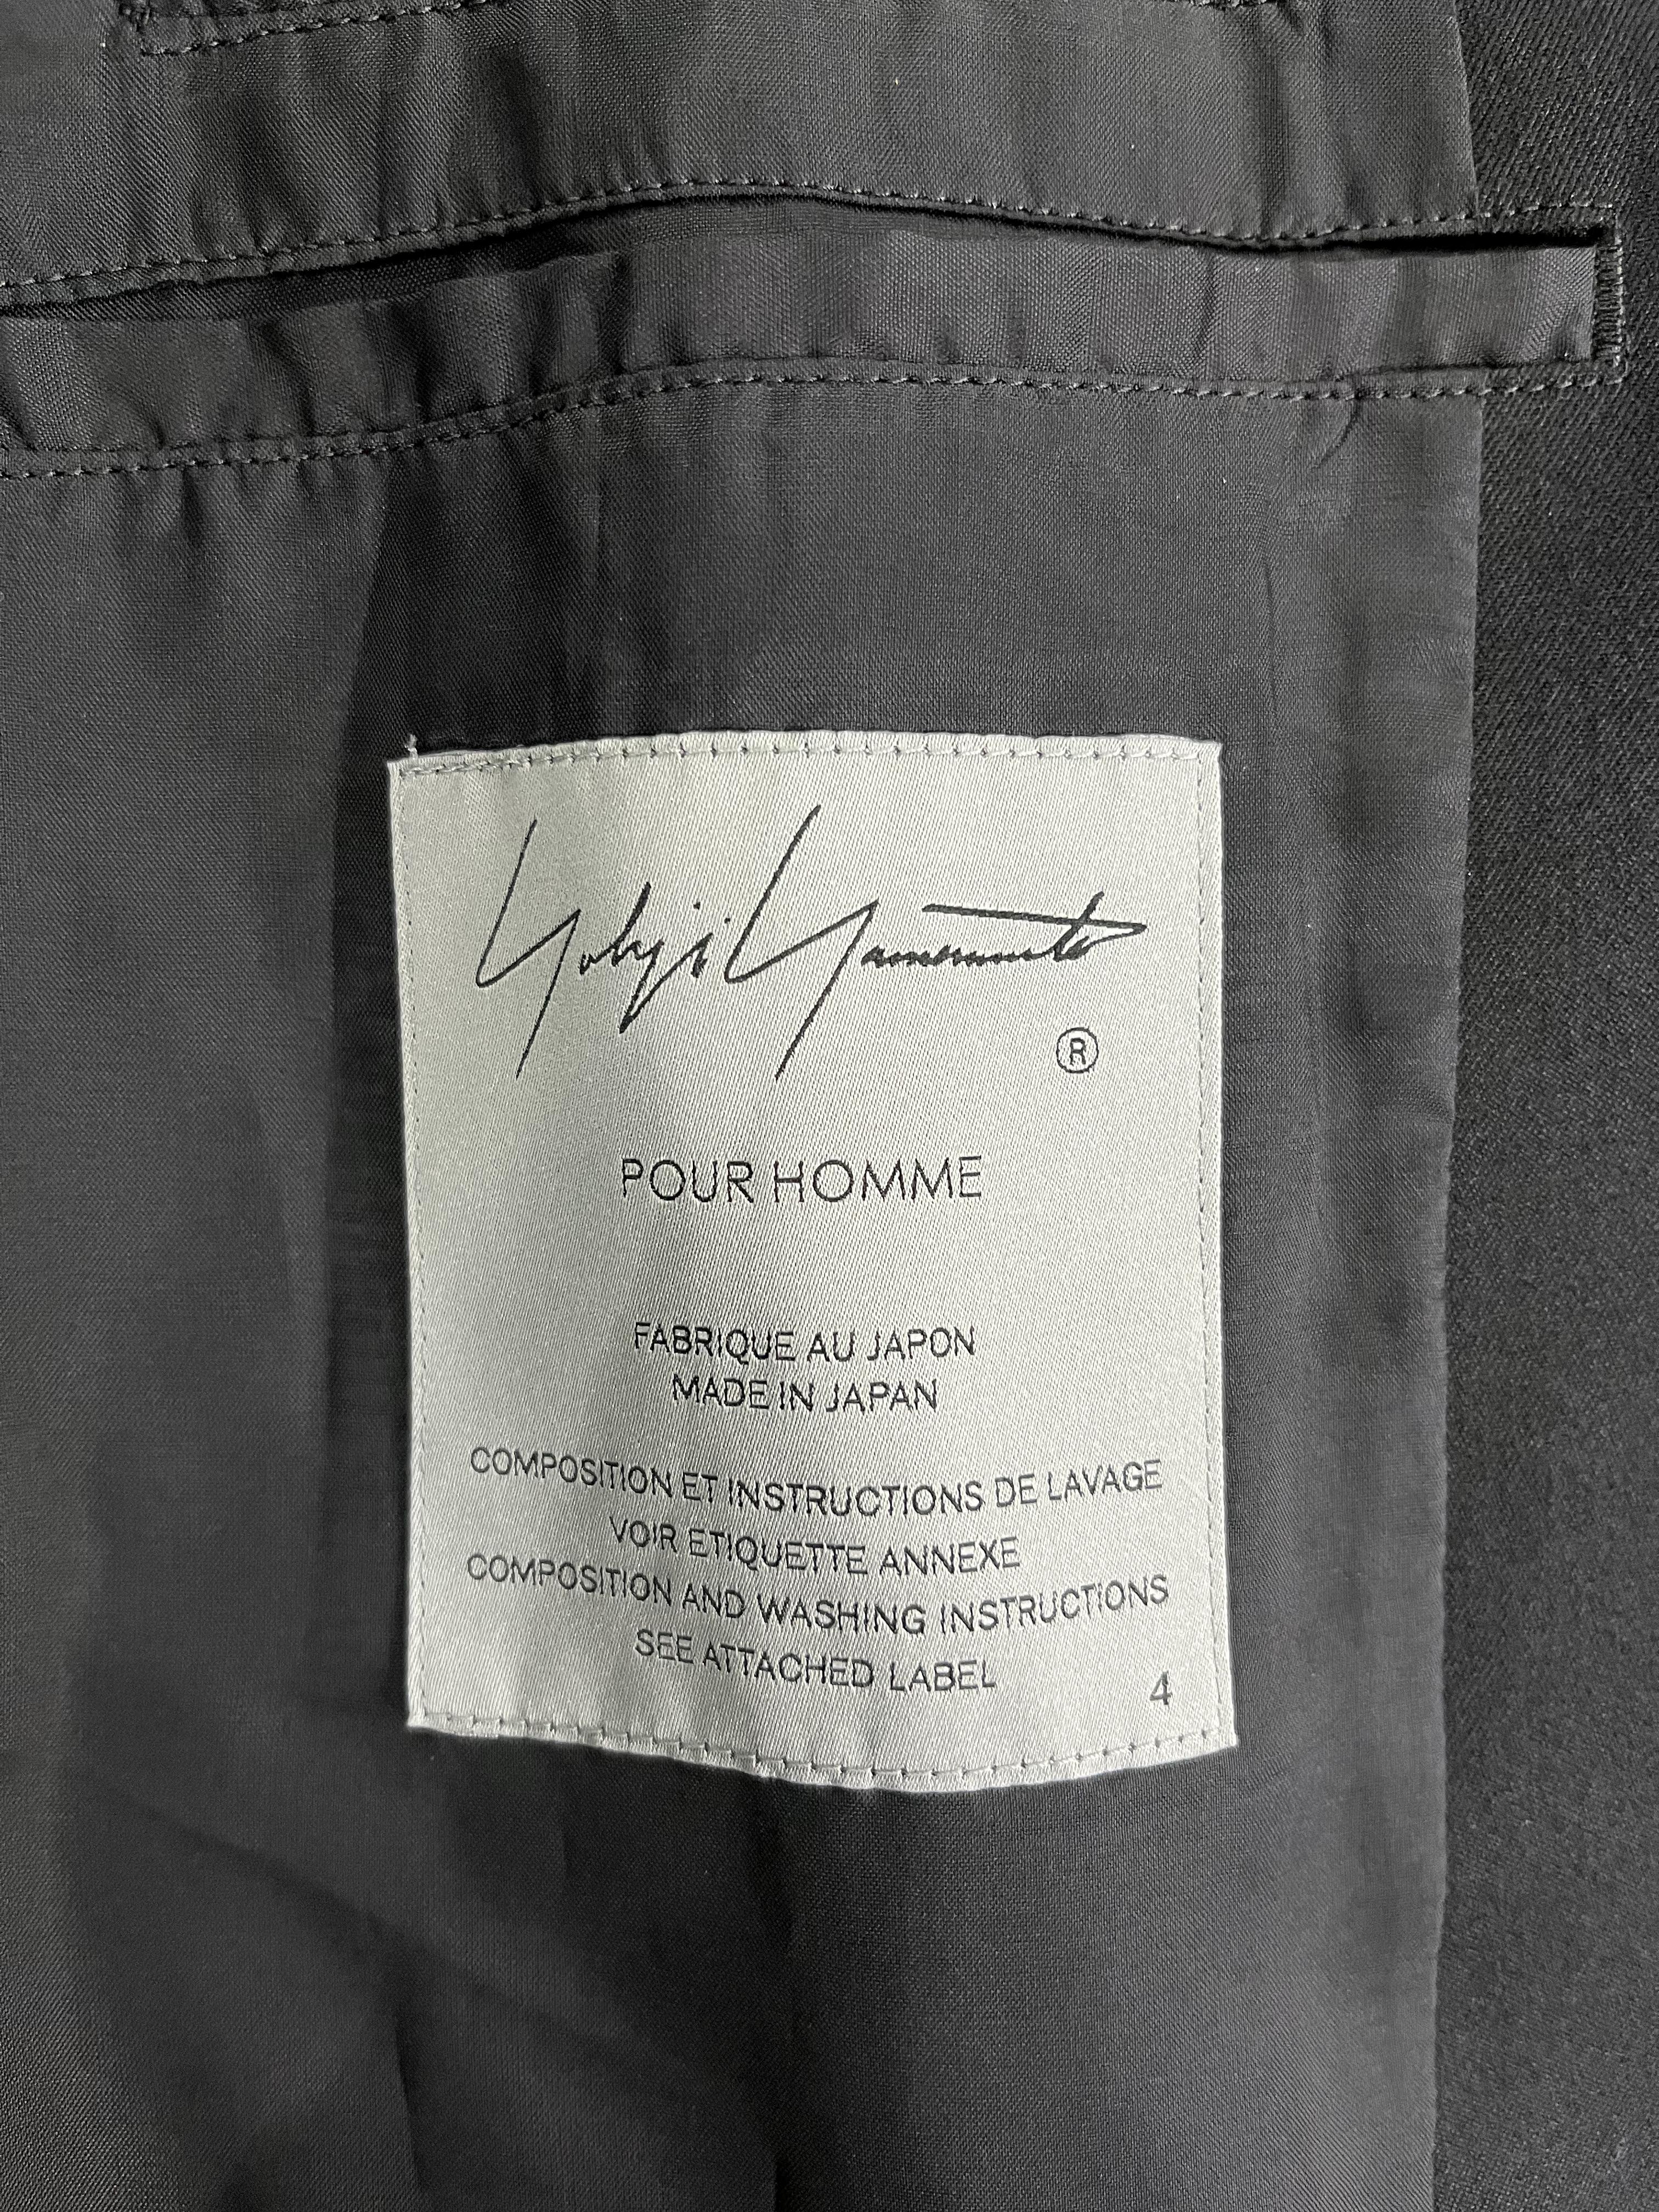 Yohji Yamamoto
®
POUR HOMME
FABRIQUE AU JAPON
MADE IN JAPAN
COMPOSITION ET INSTRUCTIONS DE LAVAGE
VOIR ETIQUETTE ANNEXE
COMPOSITION AND WASHING INSTRUCTIONS
SEE ATTACHED LABEL
4